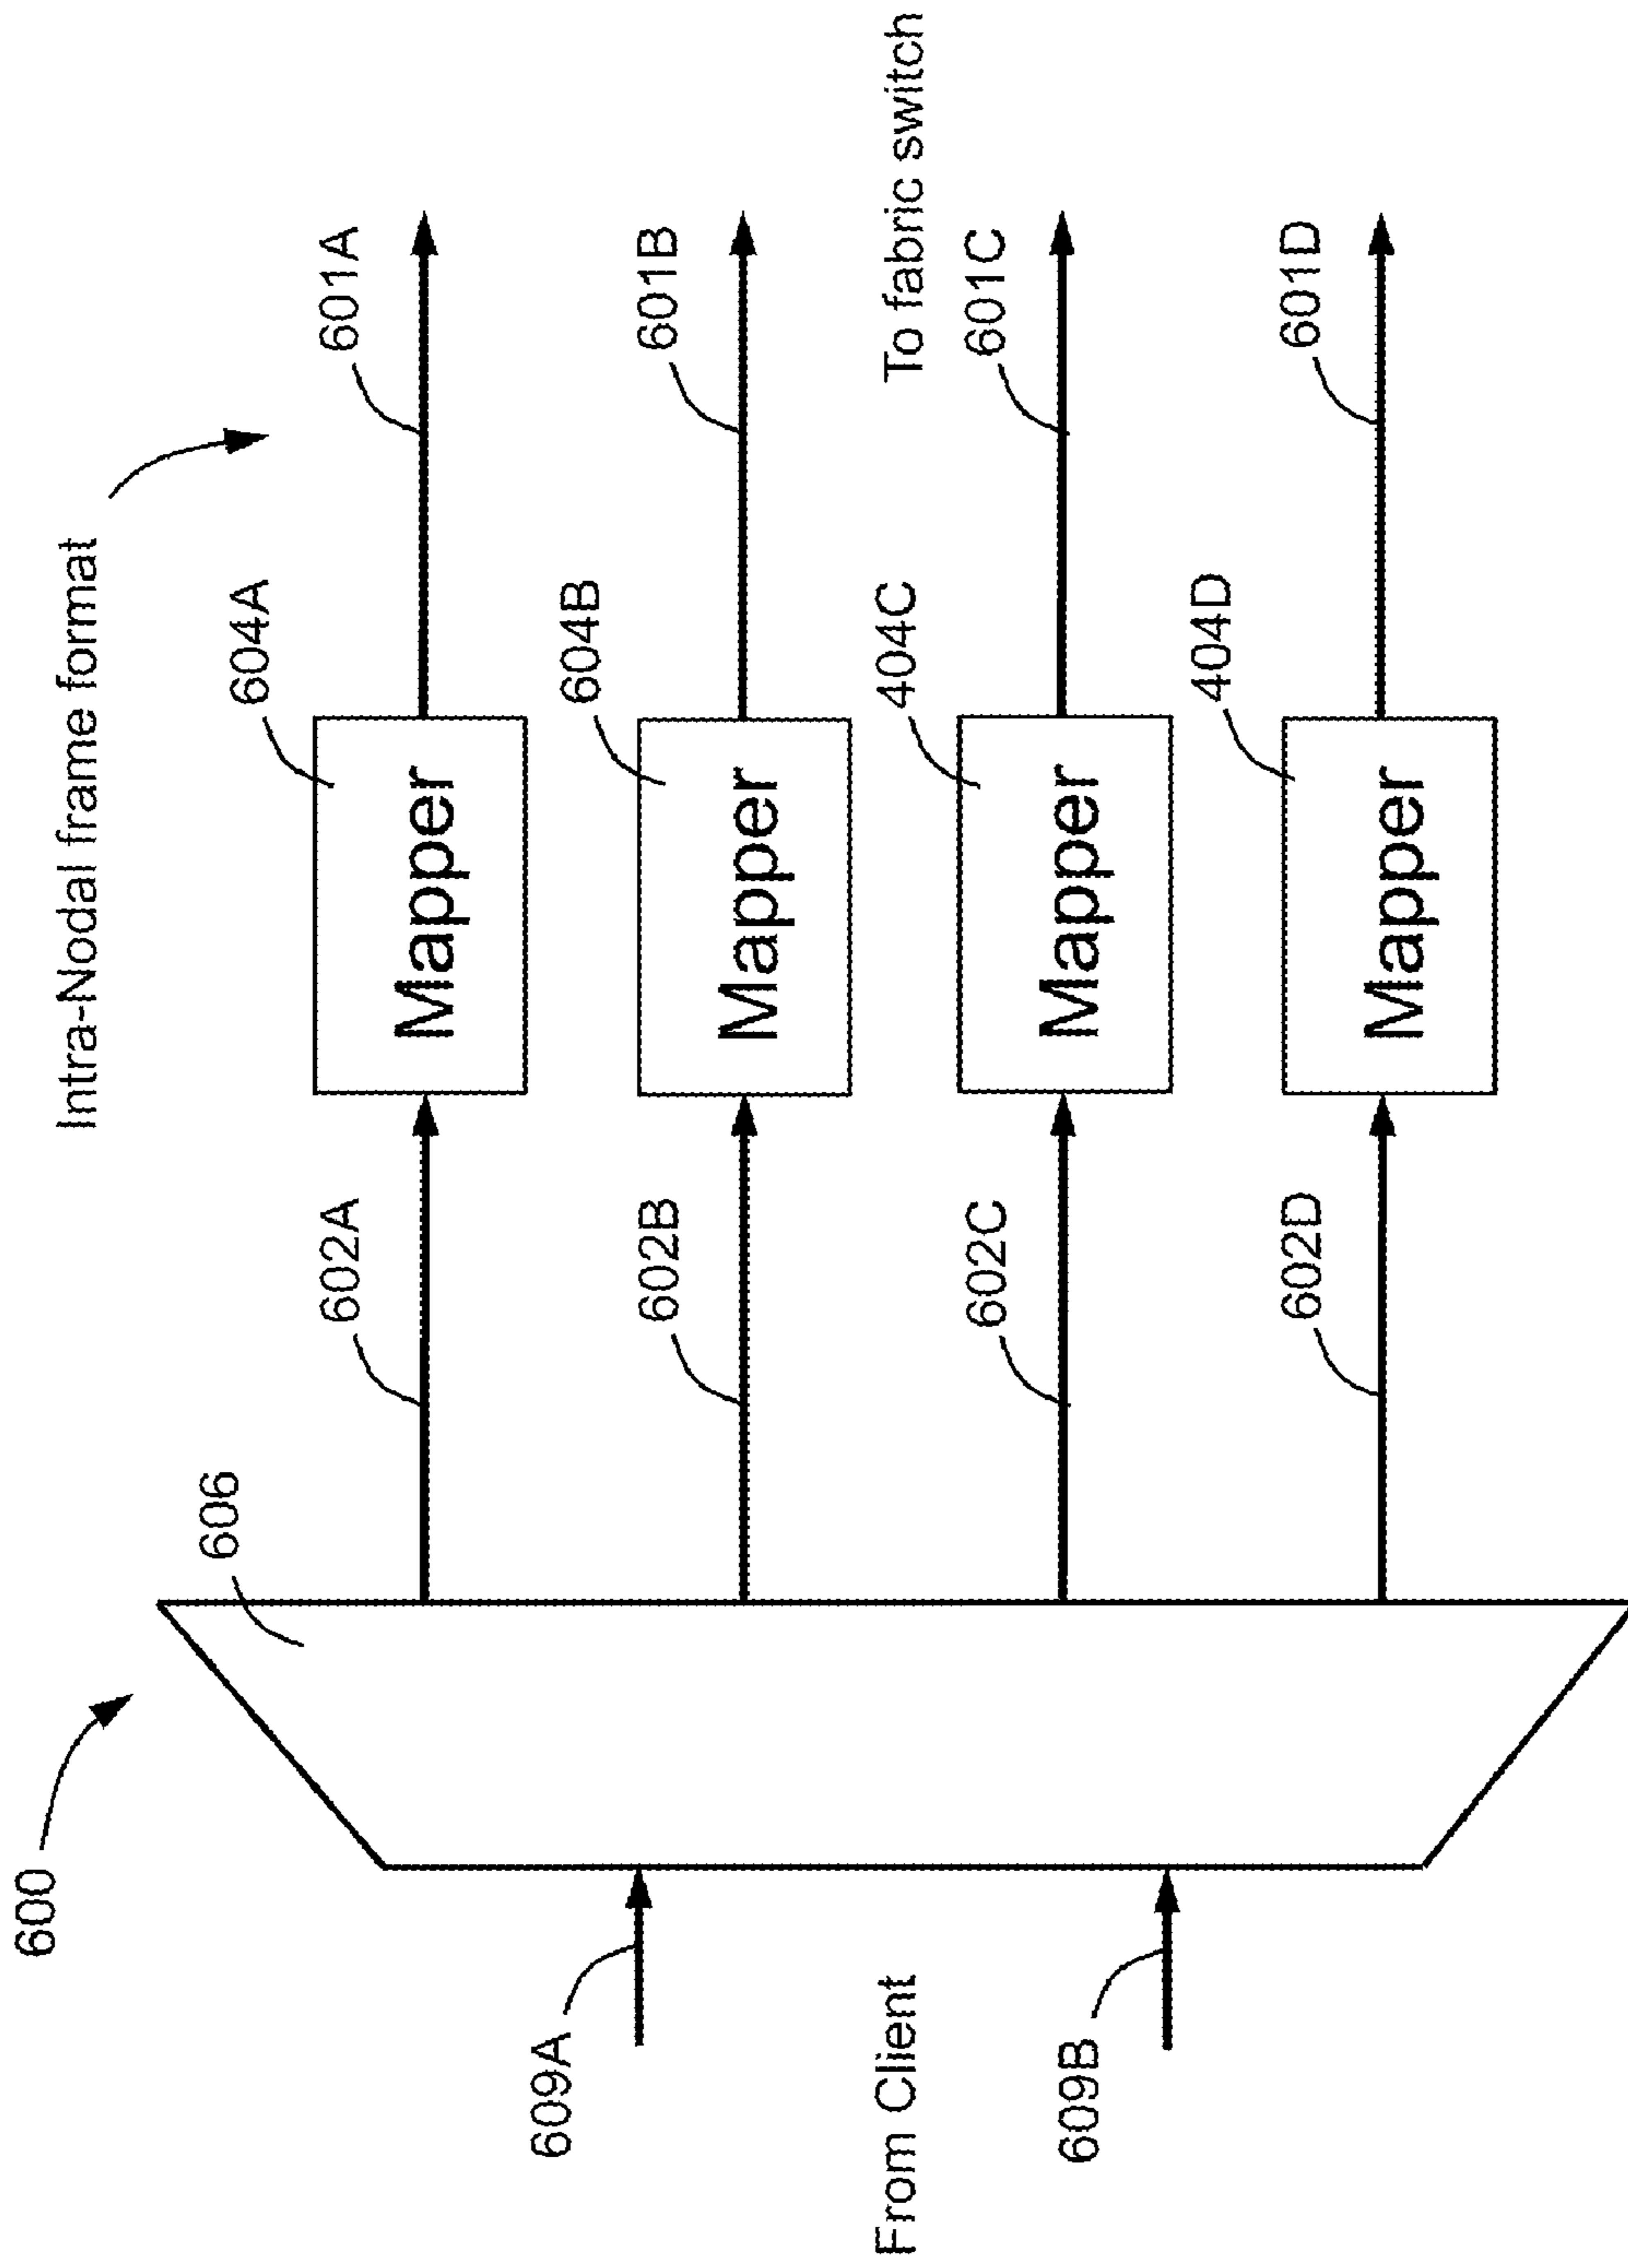 600
606
Intra-Nodal frame format
602A
604A
601A
Mapper
609A
602B
604B
601B
Mapper
From Client
To fabric switch
602C
404C
601C
Mapper
609B
602D
404D
601D
Mapper